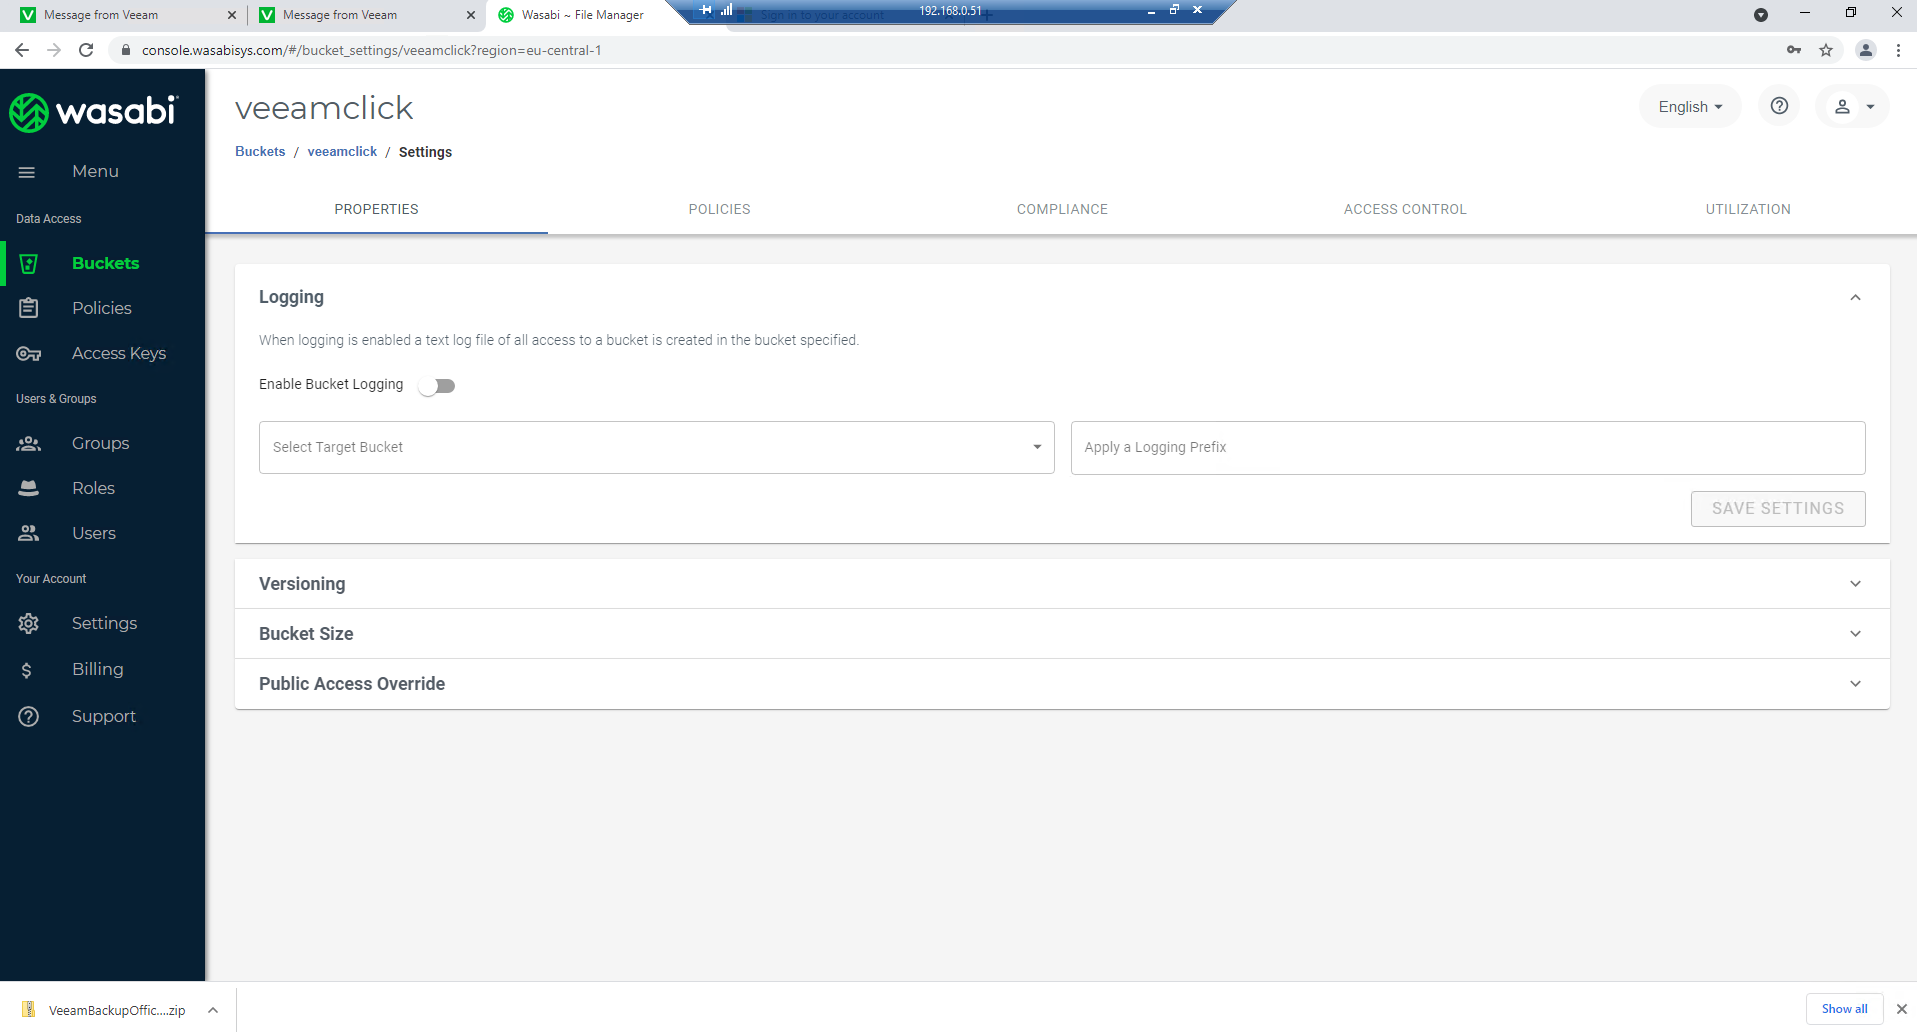 Message from Veeam
Message from Veeam
Wasabi ~ File Manager
Sign in to your account
192.168.0.51
console.wasabisys.com/#/bucket_settings/veeamclick?region=eu-central-1
wasabi
Menu
Data Access
Buckets
Policies
Access Keys
Users & Groups
Groups
Roles
Users
Your Account
Settings
Billing
Support
veeamclick
English
Buckets / veeamclick / Settings
PROPERTIES POLICIES COMPLIANCE ACCESS CONTROL UTILIZATION
Logging
When logging is enabled a text log file of all access to a bucket is created in the bucket specified.
Enable Bucket Logging
Select Target Bucket
Apply a Logging Prefix
SAVE SETTINGS
Versioning
Bucket Size
Public Access Override
VeeamBackupOffic....zip
Show all